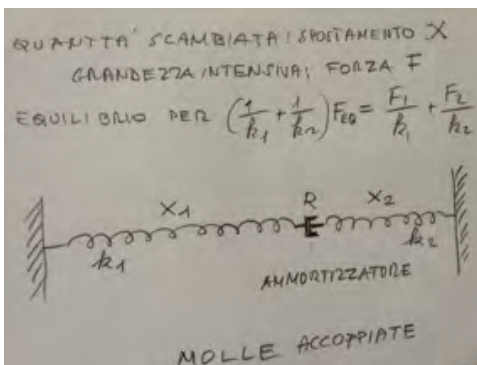 QUANTTA' SCAMBIATA: SPOSTAMENTO X
GRANDEZZA INTENSIVA: FORZA F
EQUILIBRIO PER (1/k1 + 1/k2) FEQ = F1/k1 + F2/k2
X1 R X2
k1 k2
AMMORTIZZATORE
MOLLE ACCOPPIATE